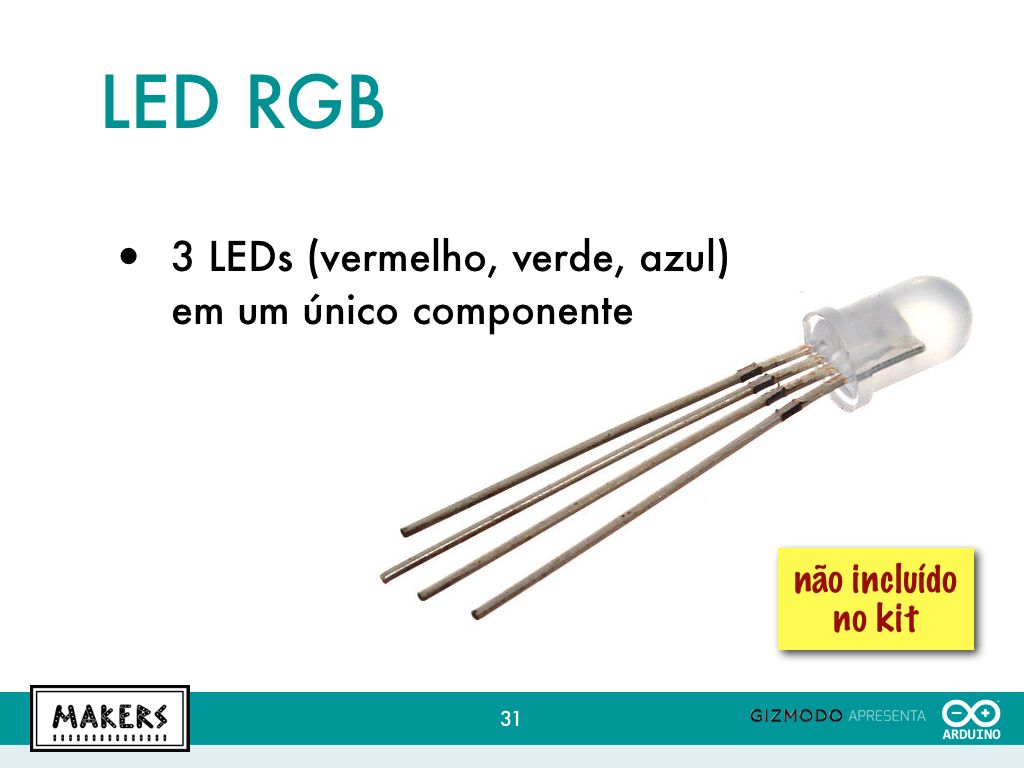 LED RGB
• 3 LEDs (vermelho, verde, azul)
em um único componente
não incluído
no kit
MAKERS
31
GIZMODO APRESENTA
ARDUINO